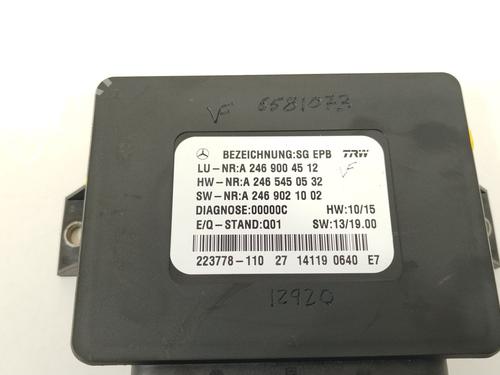 VF 6581073
BEZEICHNUNG:SG EPB TRW
LU-NR:A 246 900 45 12
HW-NR:A 246 545 05 32
SW-NR:A 246 902 10 02
DIAGNOSE:00000C HW:10/15
E/Q-STAND:Q01 SW:13/19.00
223778-110 27 14119 0640 E7
12920